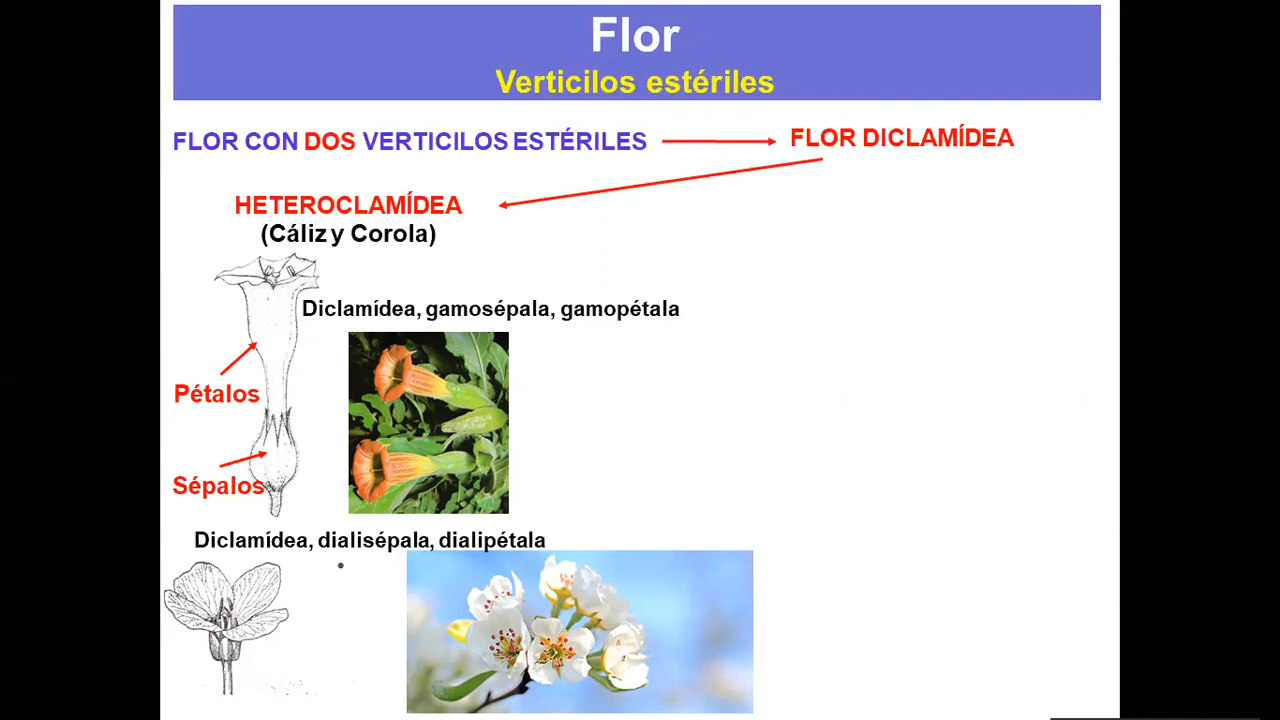 Flor
Verticilos estériles
FLOR CON DOS VERTICILOS ESTÉRILES
FLOR DICLAMÍDEA
HETEROCLAMÍDEA
(Cáliz y Corola)
Diclamídea, gamosépala, gamopétala
Pétalos
Sépalos
Diclamídea, dialisépala, dialipétala